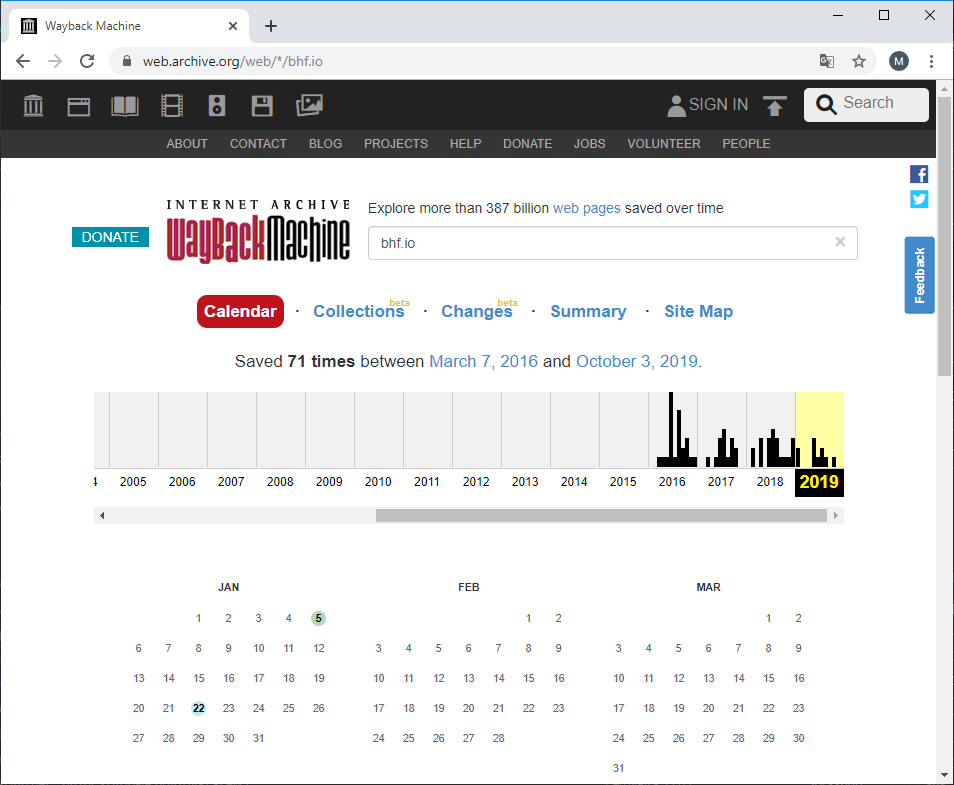 Wayback Machine
web.archive.org/web/*/bhf.io
M
SIGN IN
Search
ABOUT CONTACT BLOG PROJECTS HELP DONATE JOBS VOLUNTEER PEOPLE
INTERNET ARCHIVE
WayBackMachine
DONATE
Explore more than 387 billion web pages saved over time
bhf.io
Feedback
Calendar · Collections beta · Changes beta · Summary · Site Map
Saved 71 times between March 7, 2016 and October 3, 2019.
4 2005 2006 2007 2008 2009 2010 2011 2012 2013 2014 2015 2016 2017 2018 2019
JAN
1 2 3 4 5
6 7 8 9 10 11 12
13 14 15 16 17 18 19
20 21 22 23 24 25 26
27 28 29 30 31
FEB
1 2
3 4 5 6 7 8 9
10 11 12 13 14 15 16
17 18 19 20 21 22 23
24 25 26 27 28
MAR
1 2
3 4 5 6 7 8 9
10 11 12 13 14 15 16
17 18 19 20 21 22 23
24 25 26 27 28 29 30
31